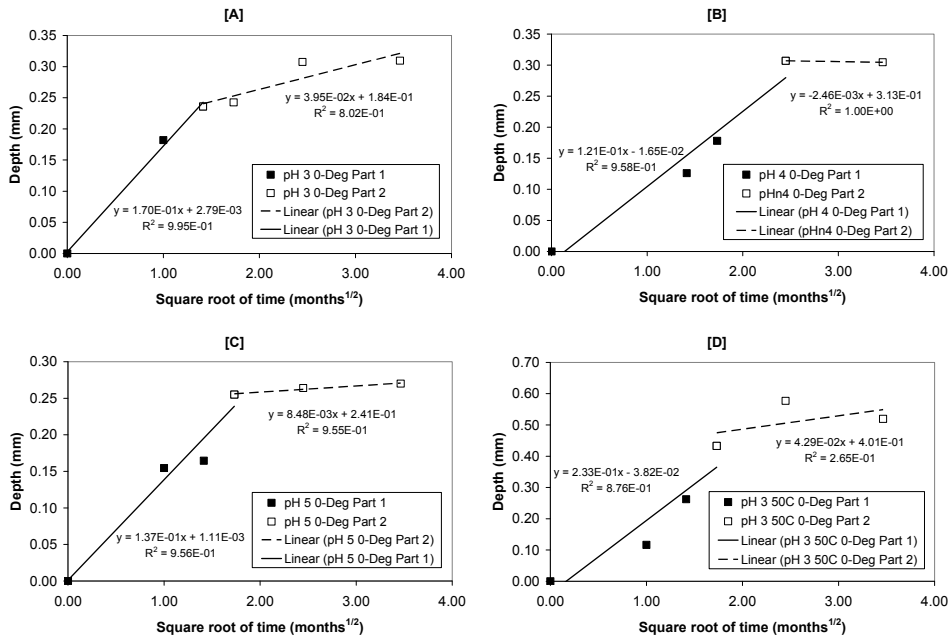 [A]
0.35
0.30
0.25
0.20
0.15
0.10
0.05
0.00
Depth (mm)
y = 3.95E-02x + 1.84E-01
R² = 8.02E-01
y = 1.70E-01x + 2.79E-03
R² = 9.95E-01
pH 3 0-Deg Part 1
pH 3 0-Deg Part 2
Linear (pH 3 0-Deg Part 2)
Linear (pH 3 0-Deg Part 1)
0.00 1.00 2.00 3.00 4.00
Square root of time (months^1/2)
[B]
0.35
0.30
0.25
0.20
0.15
0.10
0.05
0.00
Depth (mm)
y = -2.46E-03x + 3.13E-01
R² = 1.00E+00
y = 1.21E-01x - 1.65E-02
R² = 9.58E-01
pH 4 0-Deg Part 1
pHn4 0-Deg Part 2
Linear (pH 4 0-Deg Part 1)
Linear (pHn4 0-Deg Part 2)
0.00 1.00 2.00 3.00 4.00
Square root of time (months^1/2)
[C]
0.30
0.25
0.20
0.15
0.10
0.05
0.00
Depth (mm)
y = 8.48E-03x + 2.41E-01
R² = 9.55E-01
y = 1.37E-01x + 1.11E-03
R² = 9.56E-01
pH 5 0-Deg Part 1
pH 5 0-Deg Part 2
Linear (pH 5 0-Deg Part 2)
Linear (pH 5 0-Deg Part 1)
0.00 1.00 2.00 3.00 4.00
Square root of time (months^1/2)
[D]
0.70
0.60
0.50
0.40
0.30
0.20
0.10
0.00
Depth (mm)
y = 2.33E-01x - 3.82E-02
R² = 8.76E-01
y = 4.29E-02x + 4.01E-01
R² = 2.65E-01
pH 3 50C 0-Deg Part 1
pH 3 50C 0-Deg Part 2
Linear (pH 3 50C 0-Deg Part 1)
Linear (pH 3 50C 0-Deg Part 2)
0.00 1.00 2.00 3.00 4.00
Square root of time (months^1/2)